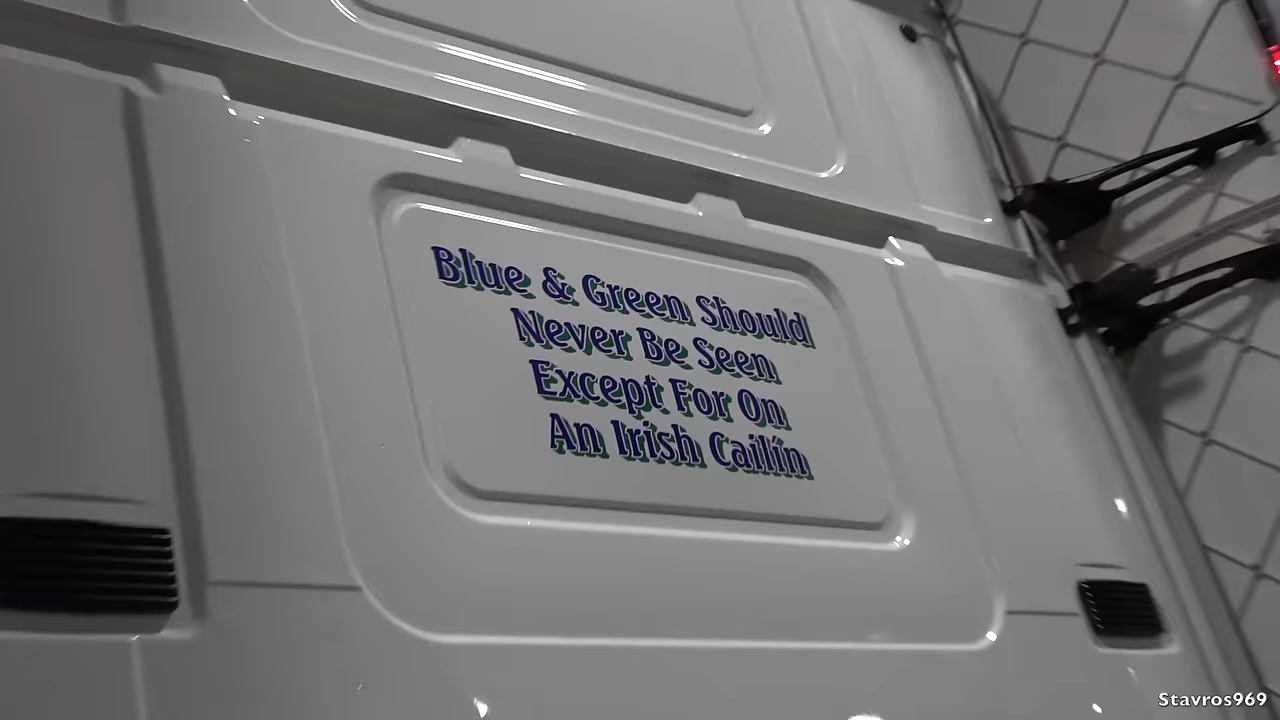 Blue & Green Should
Never Be Seen
Except For On
An Irish Cailín
Stavros969